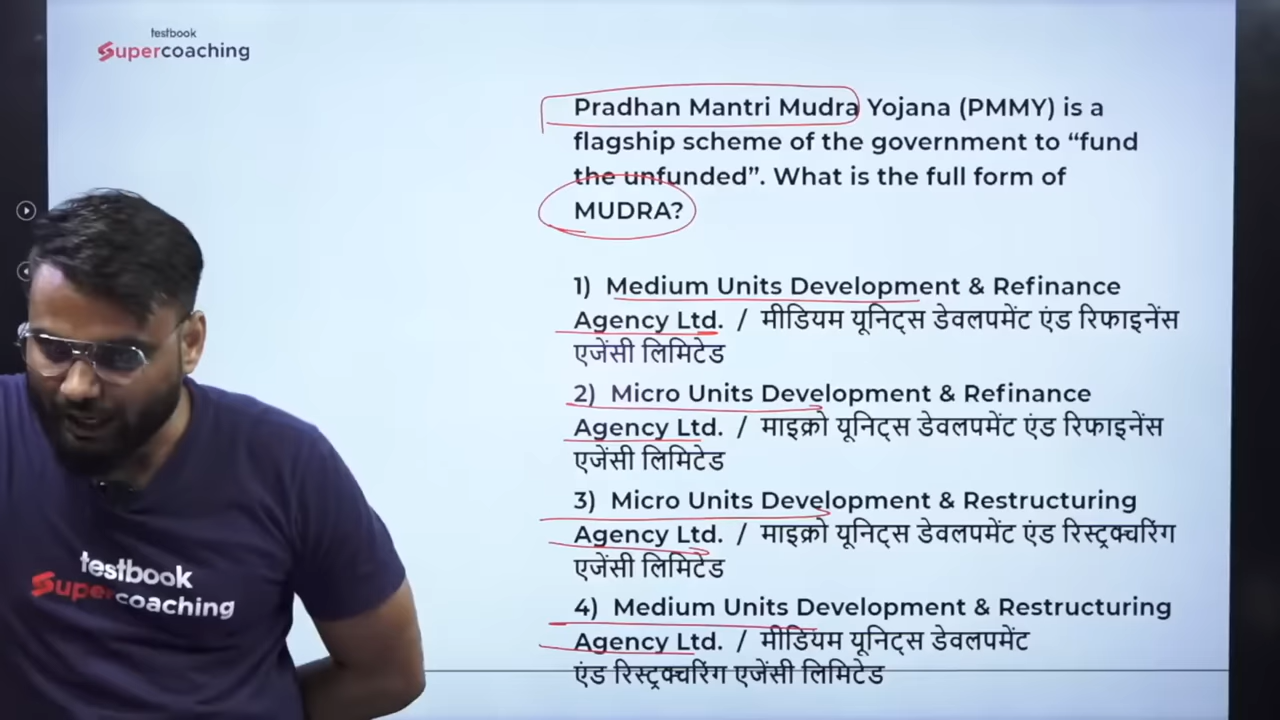 testbook
Supercoaching
Pradhan Mantri Mudra Yojana (PMMY) is a
flagship scheme of the government to “fund
the unfunded”. What is the full form of
MUDRA?
1) Medium Units Development & Refinance
Agency Ltd. / मीडियम यूनिट्स डेवलपमेंट एंड रिफाइनेंस
एजेंसी लिमिटेड
2) Micro Units Development & Refinance
Agency Ltd. / माइक्रो यूनिट्स डेवलपमेंट एंड रिफाइनेंस
एजेंसी लिमिटेड
3) Micro Units Development & Restructuring
Agency Ltd. / माइक्रो यूनिट्स डेवलपमेंट एंड रिस्ट्रक्चरिंग
एजेंसी लिमिटेड
4) Medium Units Development & Restructuring
Agency Ltd. / मीडियम यूनिट्स डेवलपमेंट
एंड रिस्ट्रक्चरिंग एजेंसी लिमिटेड
testbook
Supercoaching